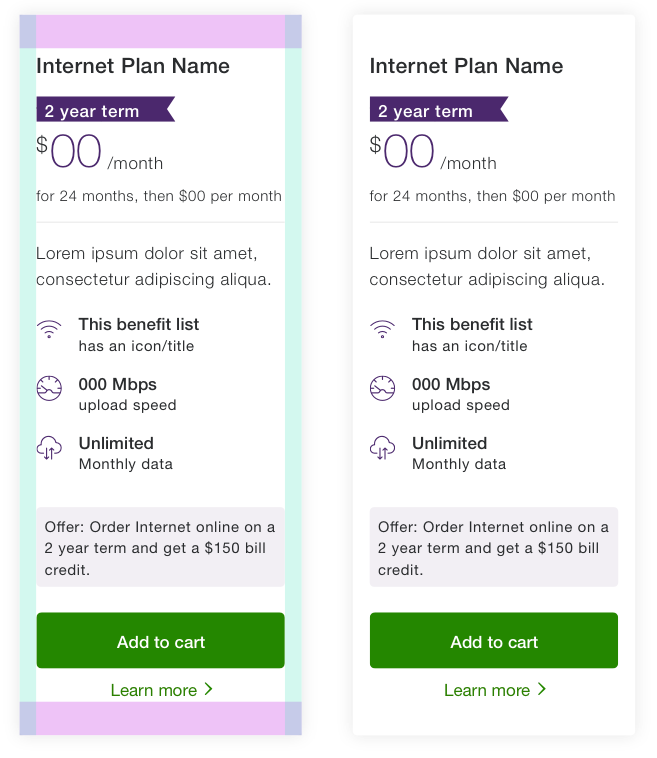 Internet Plan Name
2 year term
$00 /month
for 24 months, then $00 per month
Lorem ipsum dolor sit amet,
consectetur adipiscing aliqua.
This benefit list
has an icon/title
000 Mbps
upload speed
Unlimited
Monthly data
Offer: Order Internet online on a
2 year term and get a $150 bill
credit.
Add to cart
Learn more
Internet Plan Name
2 year term
$00 /month
for 24 months, then $00 per month
Lorem ipsum dolor sit amet,
consectetur adipiscing aliqua.
This benefit list
has an icon/title
000 Mbps
upload speed
Unlimited
Monthly data
Offer: Order Internet online on a
2 year term and get a $150 bill
credit.
Add to cart
Learn more